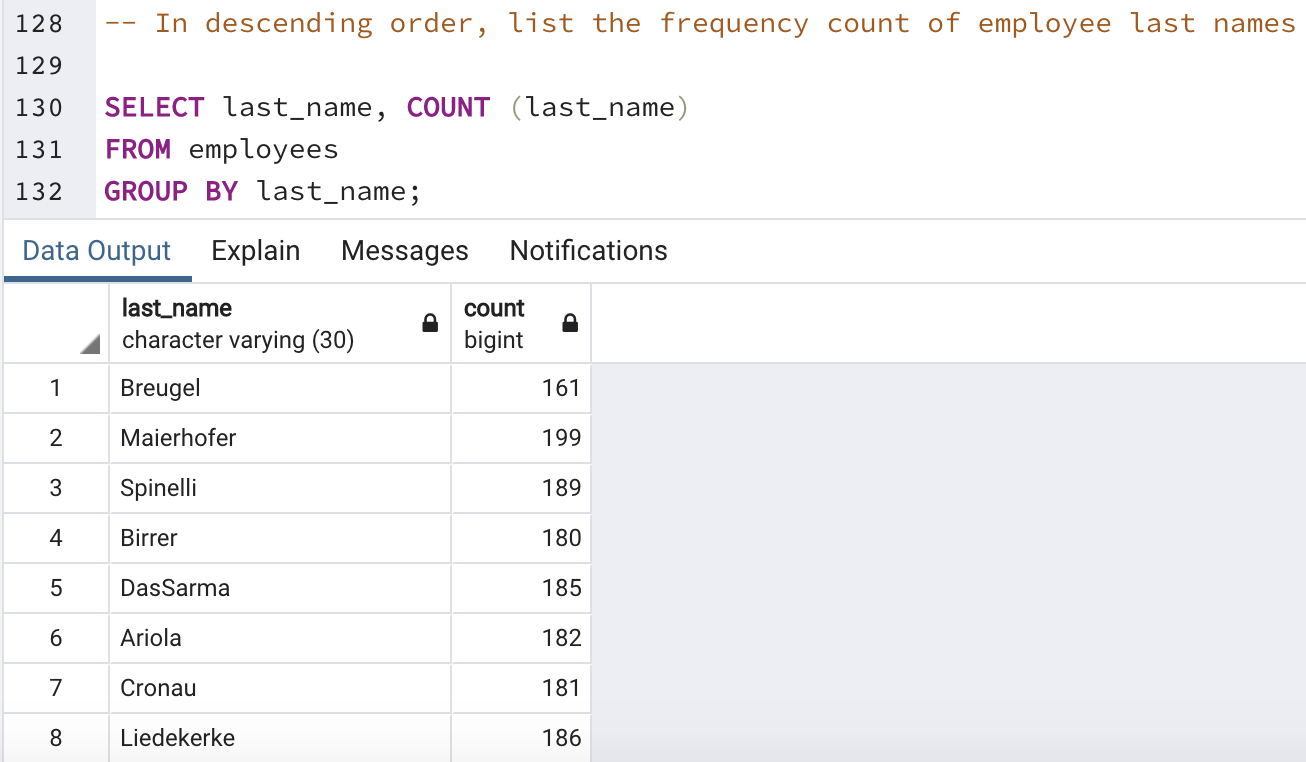 128 -- In descending order, list the frequency count of employee last names
129
130 SELECT last_name, COUNT (last_name)
131 FROM employees
132 GROUP BY last_name;
Data Output Explain Messages Notifications
last_name count
character varying (30) bigint
1 Breugel 161
2 Maierhofer 199
3 Spinelli 189
4 Birrer 180
5 DasSarma 185
6 Ariola 182
7 Cronau 181
8 Liedekerke 186